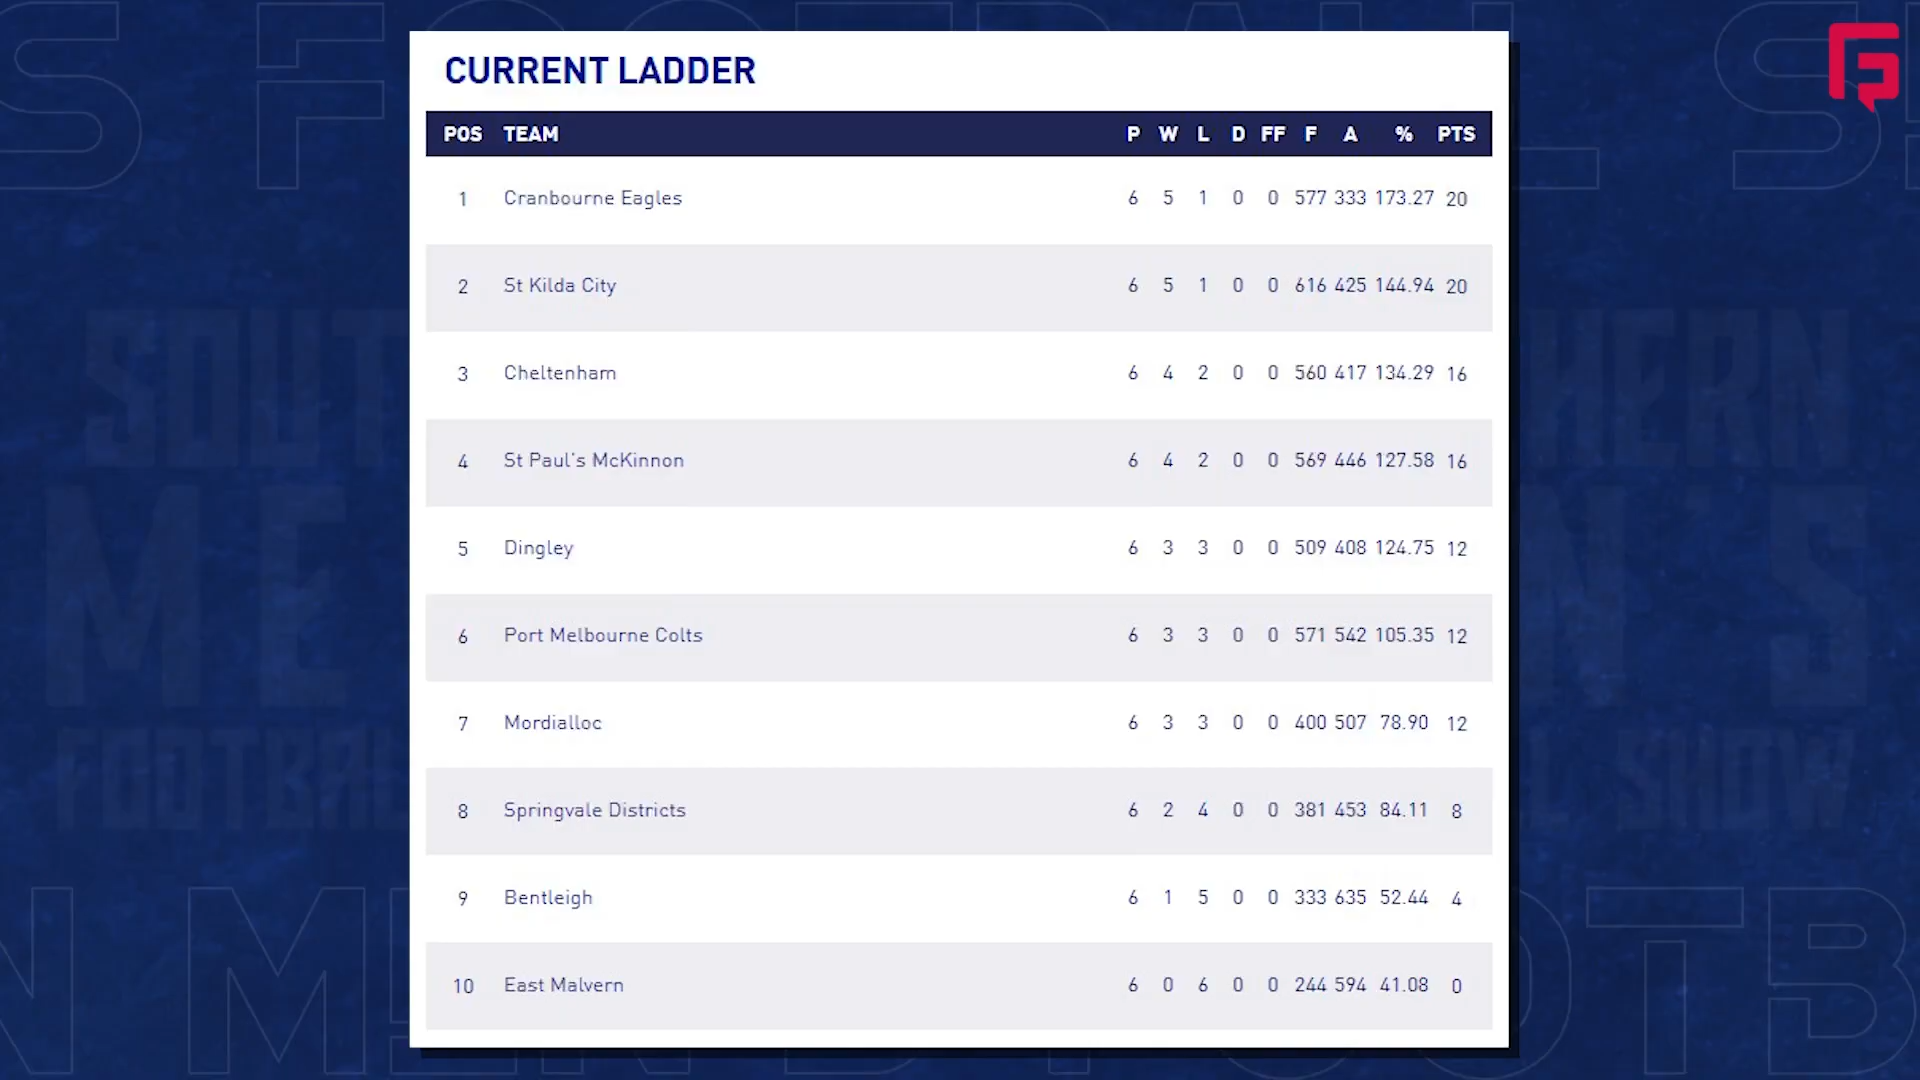 CURRENT LADDER
POS TEAM P W L D FF F A % PTS
1 Cranbourne Eagles 6 5 1 0 0 577 333 173.27 20
2 St Kilda City 6 5 1 0 0 616 425 144.94 20
3 Cheltenham 6 4 2 0 0 560 417 134.29 16
4 St Paul's McKinnon 6 4 2 0 0 569 446 127.58 16
5 Dingley 6 3 3 0 0 509 408 124.75 12
6 Port Melbourne Colts 6 3 3 0 0 571 542 105.35 12
7 Mordialloc 6 3 3 0 0 400 507 78.90 12
8 Springvale Districts 6 2 4 0 0 381 453 84.11 8
9 Bentleigh 6 1 5 0 0 333 635 52.44 4
10 East Malvern 6 0 6 0 0 244 594 41.08 0